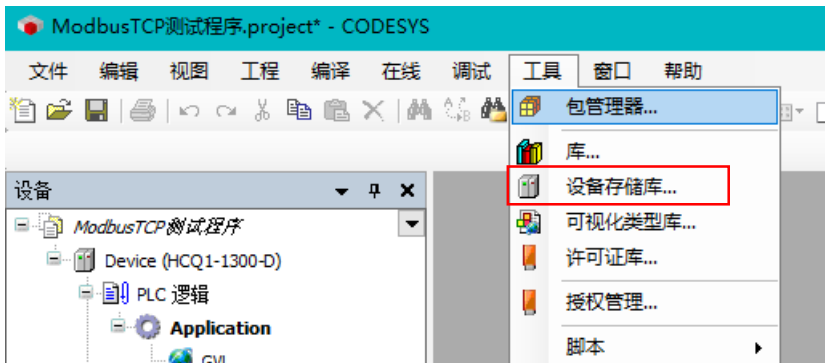 ModbusTCP测试程序.project* - CODESYS
文件 编辑 视图 工程 编译 在线 调试 工具 窗口 帮助
包管理器...
库...
设备存储库...
可视化类型库...
许可证库...
授权管理...
脚本
设备
ModbusTCP测试程序
Device (HCQ1-1300-D)
PLC 逻辑
Application
GVL